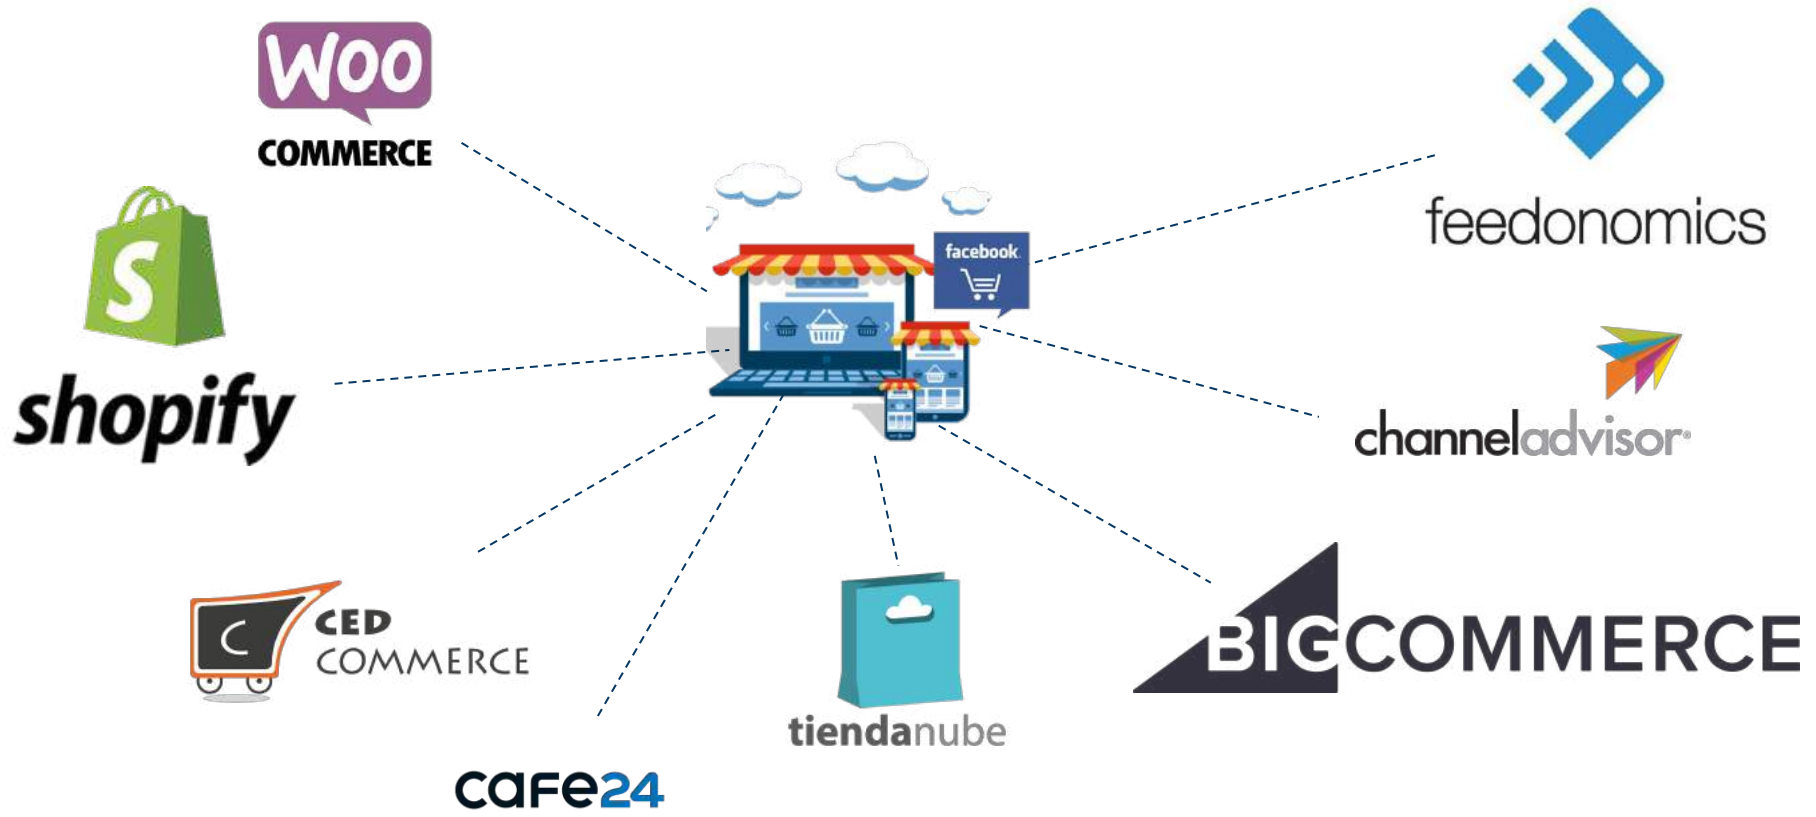 WOO
COMMERCE
feedonomics
facebook
S
shopify
channeladvisor®
C
CED
COMMERCE
BIGCOMMERCE
tiendanube
CAFE24